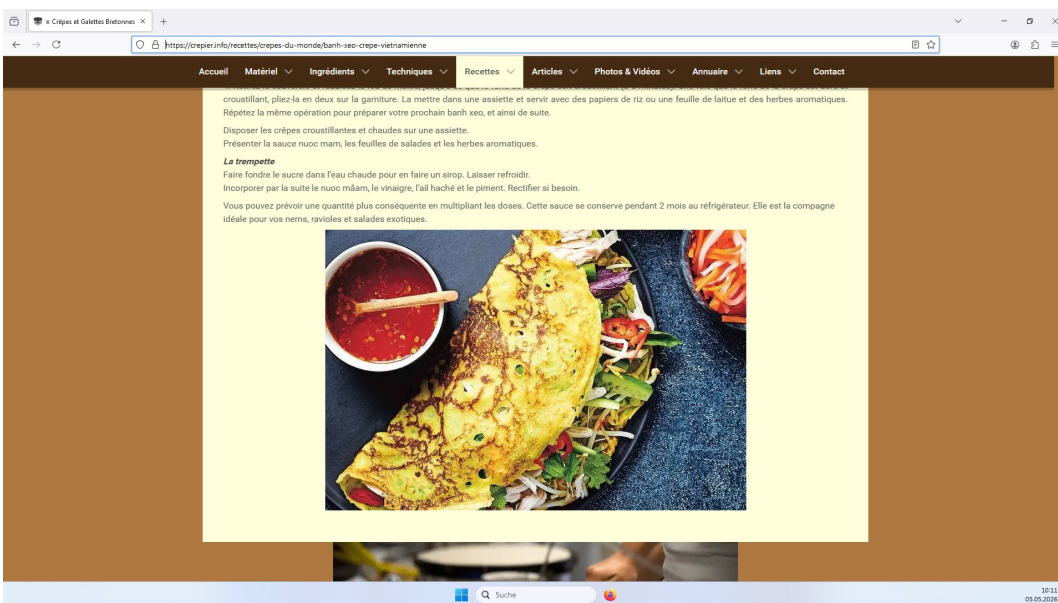 ≡ Crêpes et Galettes Bretonnes
https://crepier.info/recettes/crepes-du-monde/banh-xeo-crepe-vietnamienne
Accueil Matériel Ingrédients Techniques Recettes Articles Photos & Vidéos Annuaire Liens Contact
croustillant, pliez-la en deux sur la garniture. La mettre dans une assiette et servir avec des papiers de riz ou une feuille de laitue et des herbes aromatiques.
Répétez la même opération pour préparer votre prochain banh xeo, et ainsi de suite.
Disposer les crêpes croustillantes et chaudes sur une assiette.
Présenter la sauce nuoc mam, les feuilles de salades et les herbes aromatiques.
La trempette
Faire fondre le sucre dans l'eau chaude pour en faire un sirop. Laisser refroidir.
Incorporer par la suite le nuoc mâam, le vinaigre, l'ail haché et le piment. Rectifier si besoin.
Vous pouvez prévoir une quantité plus conséquente en multipliant les doses. Cette sauce se conserve pendant 2 mois au réfrigérateur. Elle est la compagne
idéale pour vos nems, ravioles et salades exotiques.
Suche
10:11
05.05.2026